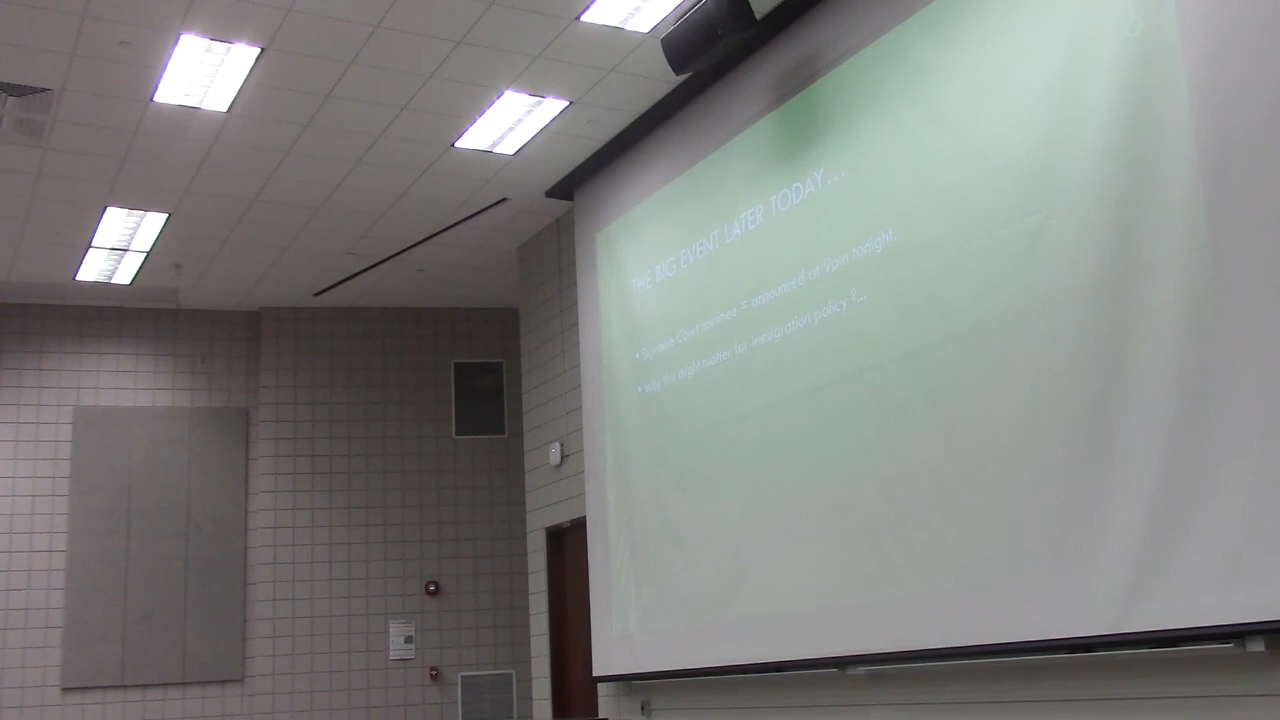 THE BIG EVENT LATER TODAY...
• Supreme Court nominee – announced at 9pm tonight.
• Why this might matter for immigration policy?...